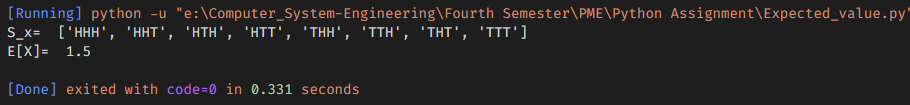 [Running] python -u "e:\Computer_System-Engineering\Fourth Semester\PME\Python Assignment\Expected_value.py"
S_x=  ['HHH', 'HHT', 'HTH', 'HTT', 'THH', 'TTH', 'THT', 'TTT']
E[X]=  1.5
[Done] exited with code=0 in 0.331 seconds